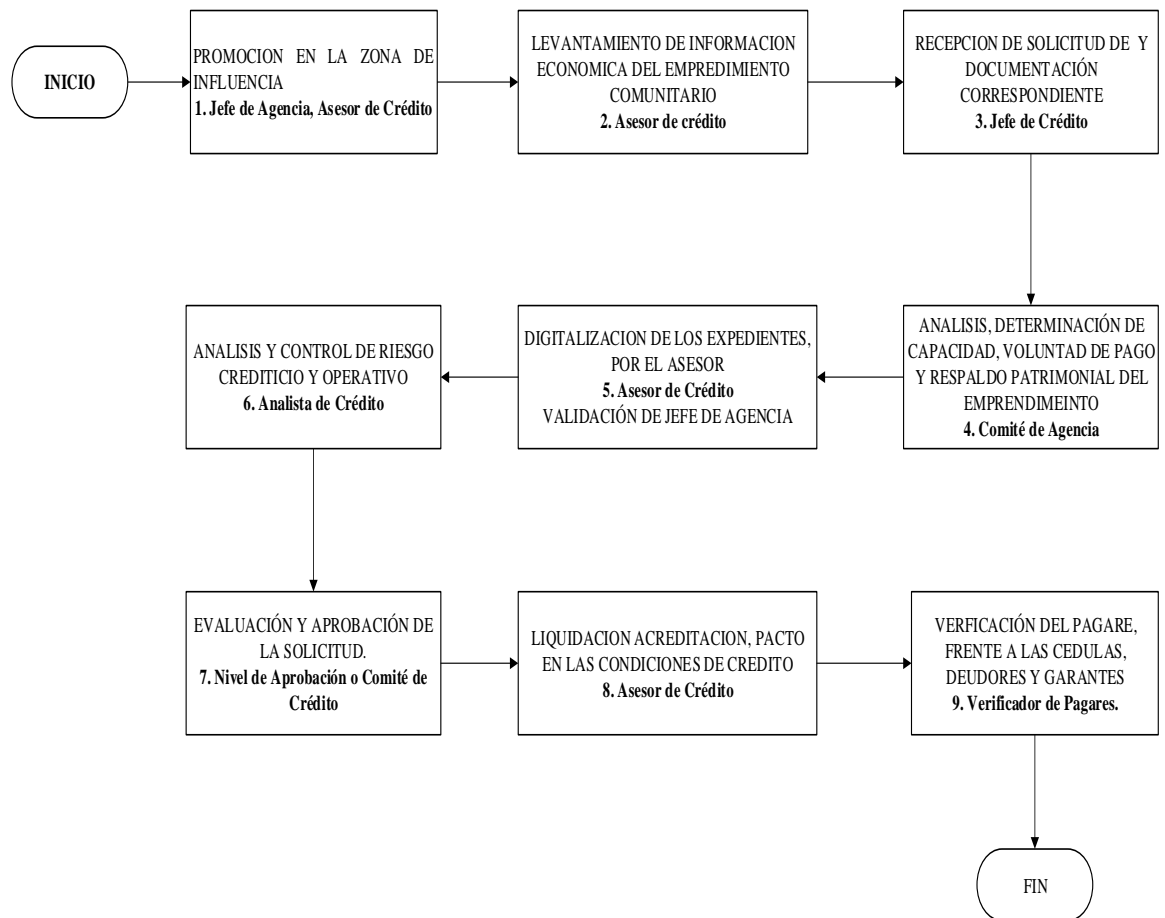 INICIO
PROMOCION EN LA ZONA DE
INFLUENCIA
1. Jefe de Agencia, Asesor de Crédito
LEVANTAMIENTO DE INFORMACION
ECONOMICA DEL EMPREDIMIENTO
COMUNITARIO
2. Asesor de crédito
RECEPCION DE SOLICITUD DE Y
DOCUMENTACIÓN
CORRESPONDIENTE
3. Jefe de Crédito
ANALISIS, DETERMINACIÓN DE
CAPACIDAD, VOLUNTAD DE PAGO
Y RESPALDO PATRIMONIAL DEL
EMPRENDIMEINTO
4. Comité de Agencia
DIGITALIZACION DE LOS EXPEDIENTES,
POR EL ASESOR
5. Asesor de Crédito
VALIDACIÓN DE JEFE DE AGENCIA
ANALISIS Y CONTROL DE RIESGO
CREDITICIO Y OPERATIVO
6. Analista de Crédito
EVALUACIÓN Y APROBACIÓN DE
LA SOLICITUD.
7. Nivel de Aprobación o Comité de
Crédito
LIQUIDACION ACREDITACION, PACTO
EN LAS CONDICIONES DE CREDITO
8. Asesor de Crédito
VERFICACIÓN DEL PAGARE,
FRENTE A LAS CEDULAS,
DEUDORES Y GARANTES
9. Verificador de Pagares.
FIN